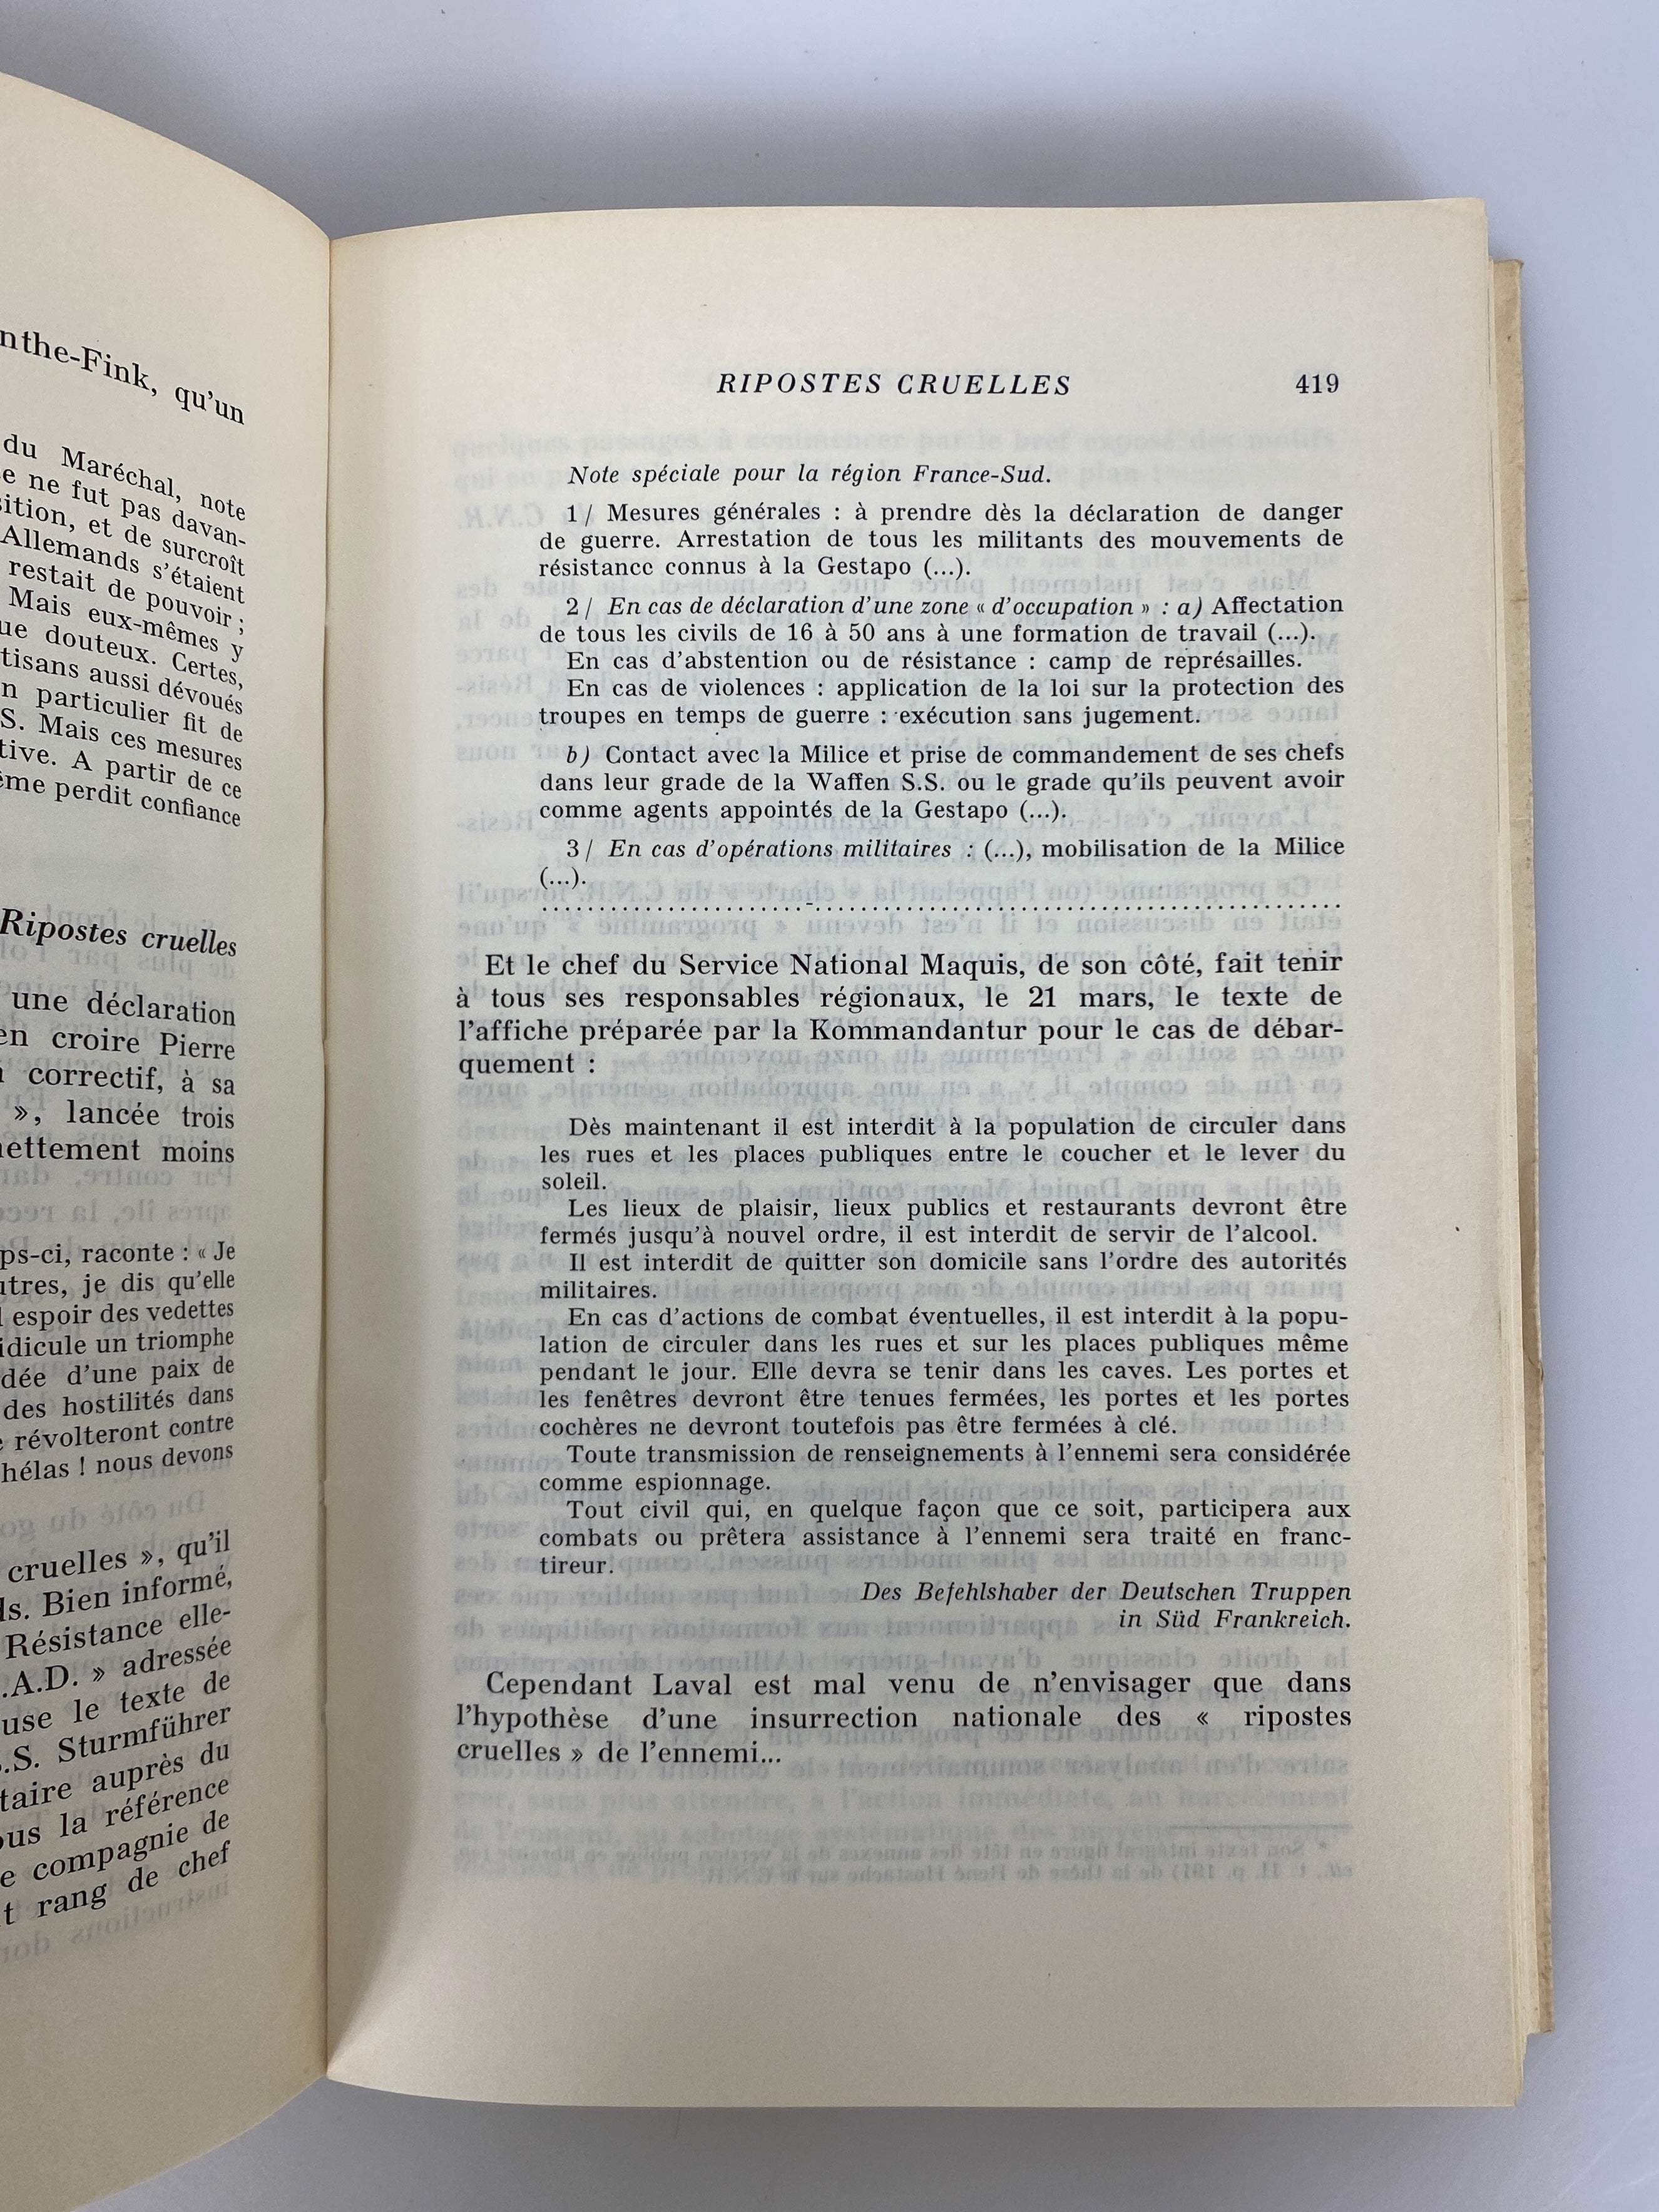 nthe-Fink, qu'un
du Maréchal, note
e ne fut pas davan-
sition, et de surcroît
Allemands s'étaient
restait de pouvoir ;
Mais eux-mêmes y
ue douteux. Certes,
tisans aussi dévoués
n particulier fit de
S. Mais ces mesures
tive. A partir de ce
ême perdit confiance
Ripostes cruelles
une déclaration
en croire Pierre
correctif, à sa
», lancée trois
nettement moins
ps-ci, raconte : « Je
utres, je dis qu'elle
l espoir des vedettes
idicule un triomphe
dée d'une paix de
des hostilités dans
e révolteront contre
hélas ! nous devons
cruelles », qu'il
ls. Bien informé,
Résistance elle-
.A.D. » adressée
use le texte de
S.S. Sturmführer
taire auprès du
ous la référence
e compagnie de
t rang de chef
RIPOSTES CRUELLES 419
Note spéciale pour la région France-Sud.
1/ Mesures générales : à prendre dès la déclaration de danger
de guerre. Arrestation de tous les militants des mouvements de
résistance connus à la Gestapo (...).
2/ En cas de déclaration d'une zone « d'occupation » : a) Affectation
de tous les civils de 16 à 50 ans à une formation de travail (...).
En cas d'abstention ou de résistance : camp de représailles.
En cas de violences : application de la loi sur la protection des
troupes en temps de guerre : exécution sans jugement.
b) Contact avec la Milice et prise de commandement de ses chefs
dans leur grade de la Waffen S.S. ou le grade qu'ils peuvent avoir
comme agents appointés de la Gestapo (...).
3/ En cas d'opérations militaires : (...), mobilisation de la Milice
(...).
Et le chef du Service National Maquis, de son côté, fait tenir
à tous ses responsables régionaux, le 21 mars, le texte de
l'affiche préparée par la Kommandantur pour le cas de débar-
quement :
Dès maintenant il est interdit à la population de circuler dans
les rues et les places publiques entre le coucher et le lever du
soleil.
Les lieux de plaisir, lieux publics et restaurants devront être
fermés jusqu'à nouvel ordre, il est interdit de servir de l'alcool.
Il est interdit de quitter son domicile sans l'ordre des autorités
militaires.
En cas d'actions de combat éventuelles, il est interdit à la popu-
lation de circuler dans les rues et sur les places publiques même
pendant le jour. Elle devra se tenir dans les caves. Les portes et
les fenêtres devront être tenues fermées, les portes et les portes
cochères ne devront toutefois pas être fermées à clé.
Toute transmission de renseignements à l'ennemi sera considérée
comme espionnage.
Tout civil qui, en quelque façon que ce soit, participera aux
combats ou prêtera assistance à l'ennemi sera traité en franc-
tireur.
Des Befehlshaber der Deutschen Truppen
in Süd Frankreich.
Cependant Laval est mal venu de n'envisager que dans
l'hypothèse d'une insurrection nationale des « ripostes
cruelles » de l'ennemi...